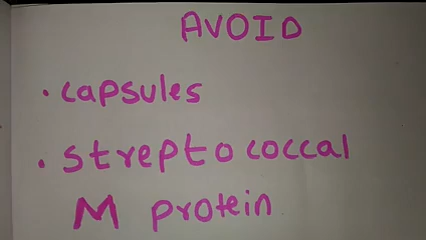 AVOID
• capsules
• streptococcal
M protein